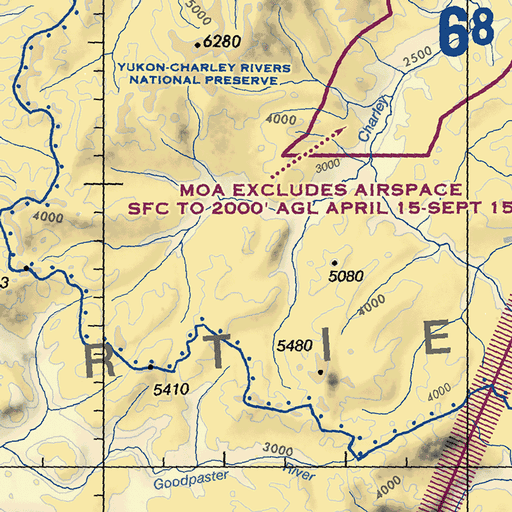 5000
6280
68
YUKON-CHARLEY RIVERS
NATIONAL PRESERVE
2500
4000
Charley
3000
MOA EXCLUDES AIRSPACE
SFC TO 2000' AGL APRIL 15-SEPT 15
4000
5080
3
4000
R T I E
5480
5410
4000
3000
Goodpaster River
4000